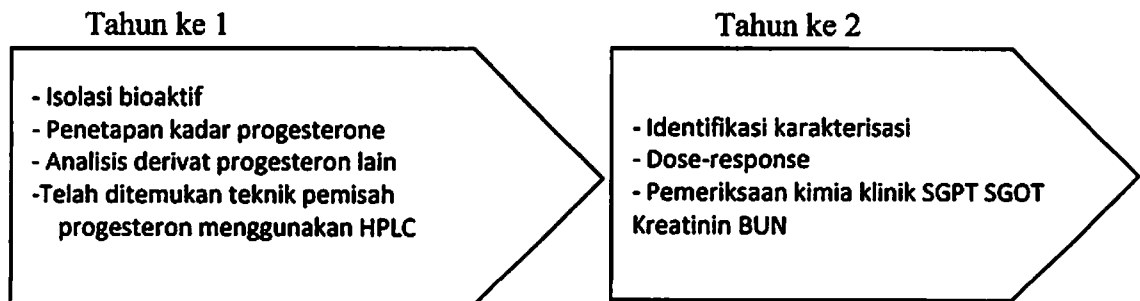 Tahun ke 1
- Isolasi bioaktif
- Penetapan kadar progesterone
- Analisis derivat progesteron lain
-Telah ditemukan teknik pemisah
progesteron menggunakan HPLC
Tahun ke 2
- Identifikasi karakterisasi
- Dose-response
- Pemeriksaan kimia klinik SGPT SGOT
Kreatinin BUN